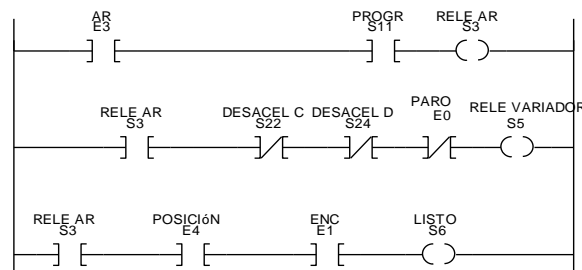 AR PROGR RELE AR
E3 S11 S3
RELE AR DESACEL C DESACEL D PARO RELE VARIADOR
S3 S22 S24 E0 S5
RELE AR POSICIóN ENC LISTO
S3 E4 E1 S6